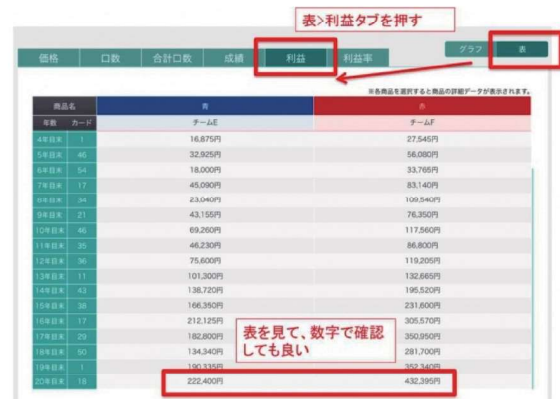 表>利益タブを押す
価格 口数 合計口数 成績 利益 利益率 グラフ 表
※各商品を選択すると商品の詳細データが表示されます。
商品名 青 赤
年数 カード チームE チームF
4年目末 1 16,875円 27,545円
5年目末 46 32,925円 56,080円
6年目末 54 18,000円 33,765円
7年目末 17 45,090円 83,140円
8年目末 34 23,040円 109,540円
9年目末 21 43,155円 76,350円
10年目末 46 69,260円 117,560円
11年目末 35 46,230円 86,800円
12年目末 36 75,600円 119,205円
13年目末 11 101,300円 132,665円
14年目末 43 138,720円 195,520円
15年目末 38 166,350円 231,600円
16年目末 17 212,125円 305,570円
17年目末 29 182,800円 350,950円
18年目末 50 134,340円 281,700円
19年目末 1 190,335円 352,340円
20年目末 18 222,400円 432,395円
表を見て、数字で確認
しても良い